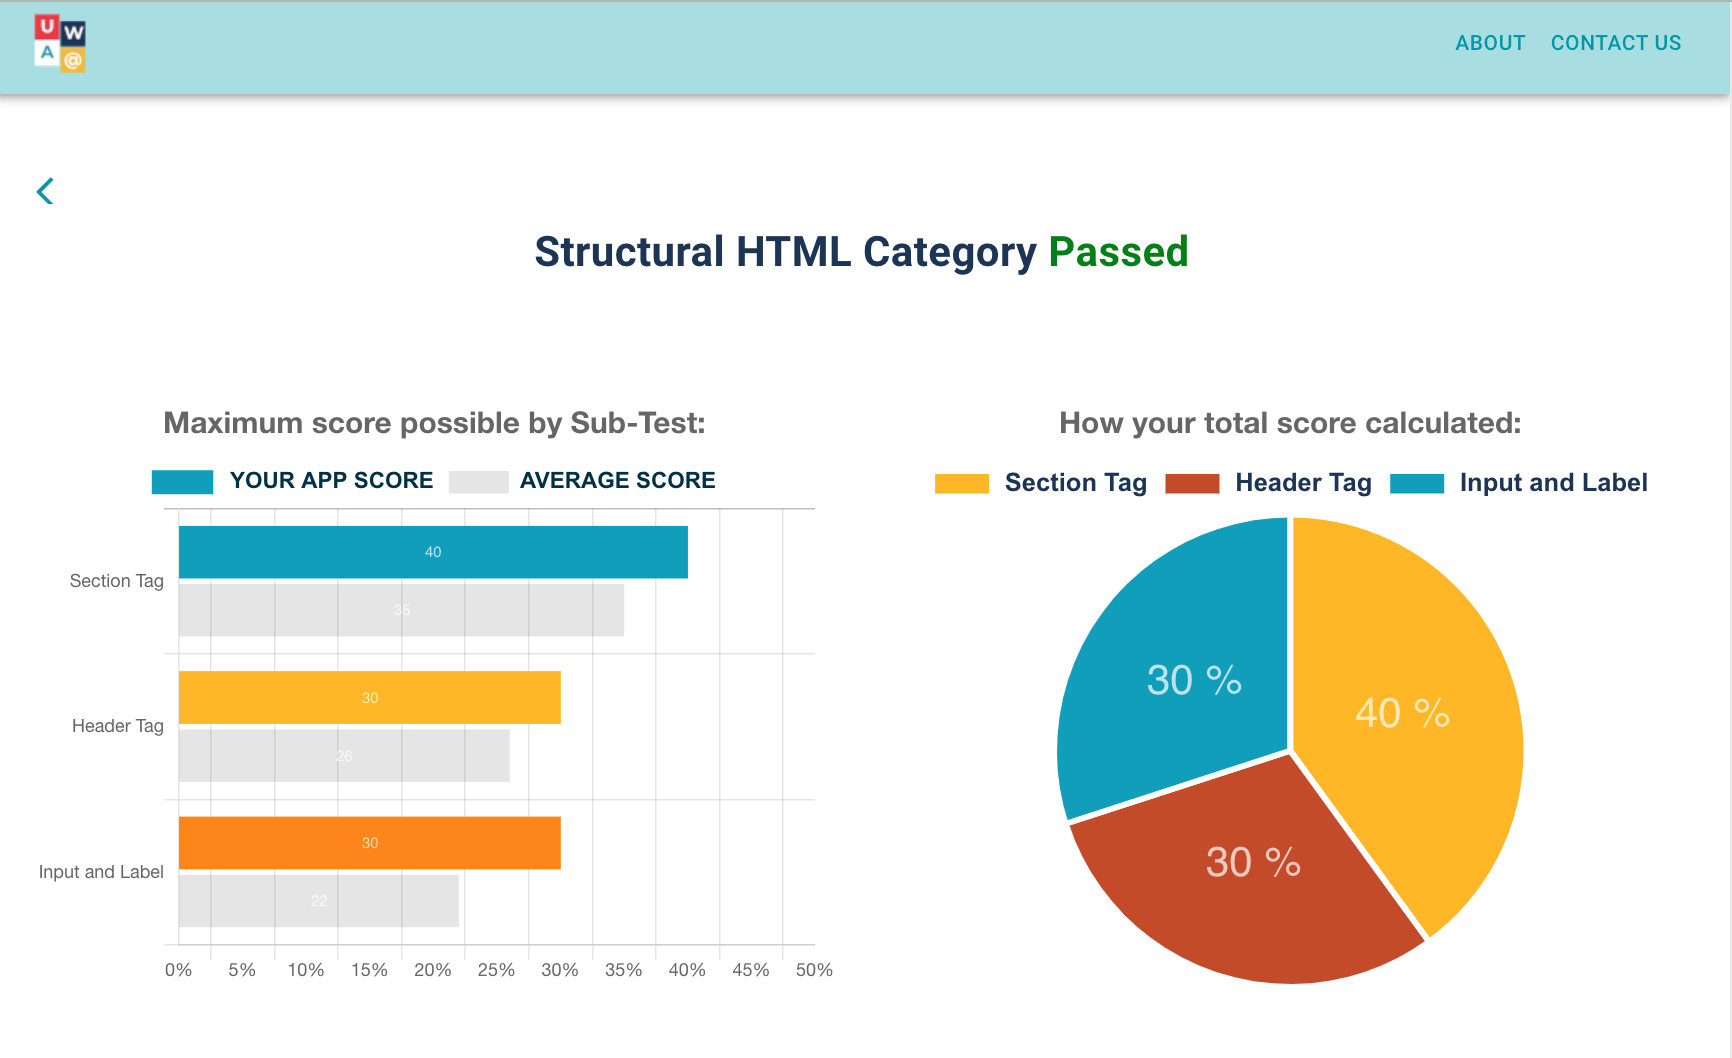 U W
A @
ABOUT CONTACT US
Structural HTML Category Passed
Maximum score possible by Sub-Test:
YOUR APP SCORE AVERAGE SCORE
Section Tag
40
35
Header Tag
30
26
Input and Label
30
22
0% 5% 10% 15% 20% 25% 30% 35% 40% 45% 50%
How your total score calculated:
Section Tag Header Tag Input and Label
30 %
40 %
30 %